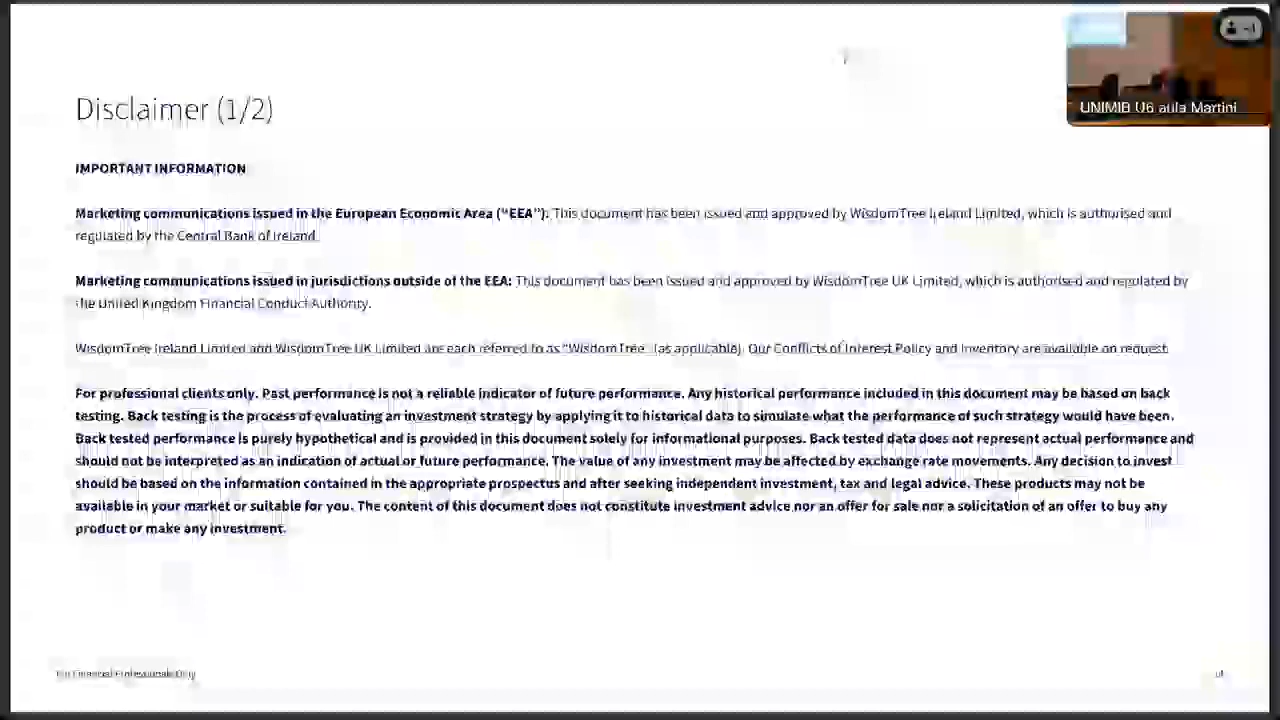 UNIMIB U6 aula Martini
Disclaimer (1/2)
IMPORTANT INFORMATION
Marketing communications issued in the European Economic Area (“EEA”): This document has been issued and approved by WisdomTree Ireland Limited, which is authorised and
regulated by the Central Bank of Ireland.
Marketing communications issued in jurisdictions outside of the EEA: This document has been issued and approved by WisdomTree UK Limited, which is authorised and regulated by
the United Kingdom Financial Conduct Authority.
WisdomTree Ireland Limited and WisdomTree UK Limited are each referred to as “WisdomTree” (as applicable). Our Conflicts of Interest Policy and Inventory are available on request.
For professional clients only. Past performance is not a reliable indicator of future performance. Any historical performance included in this document may be based on back
testing. Back testing is the process of evaluating an investment strategy by applying it to historical data to simulate what the performance of such strategy would have been.
Back tested performance is purely hypothetical and is provided in this document solely for informational purposes. Back tested data does not represent actual performance and
should not be interpreted as an indication of actual or future performance. The value of any investment may be affected by exchange rate movements. Any decision to invest
should be based on the information contained in the appropriate prospectus and after seeking independent investment, tax and legal advice. These products may not be
available in your market or suitable for you. The content of this document does not constitute investment advice nor an offer for sale nor a solicitation of an offer to buy any
product or make any investment.
For Financial Professionals Only